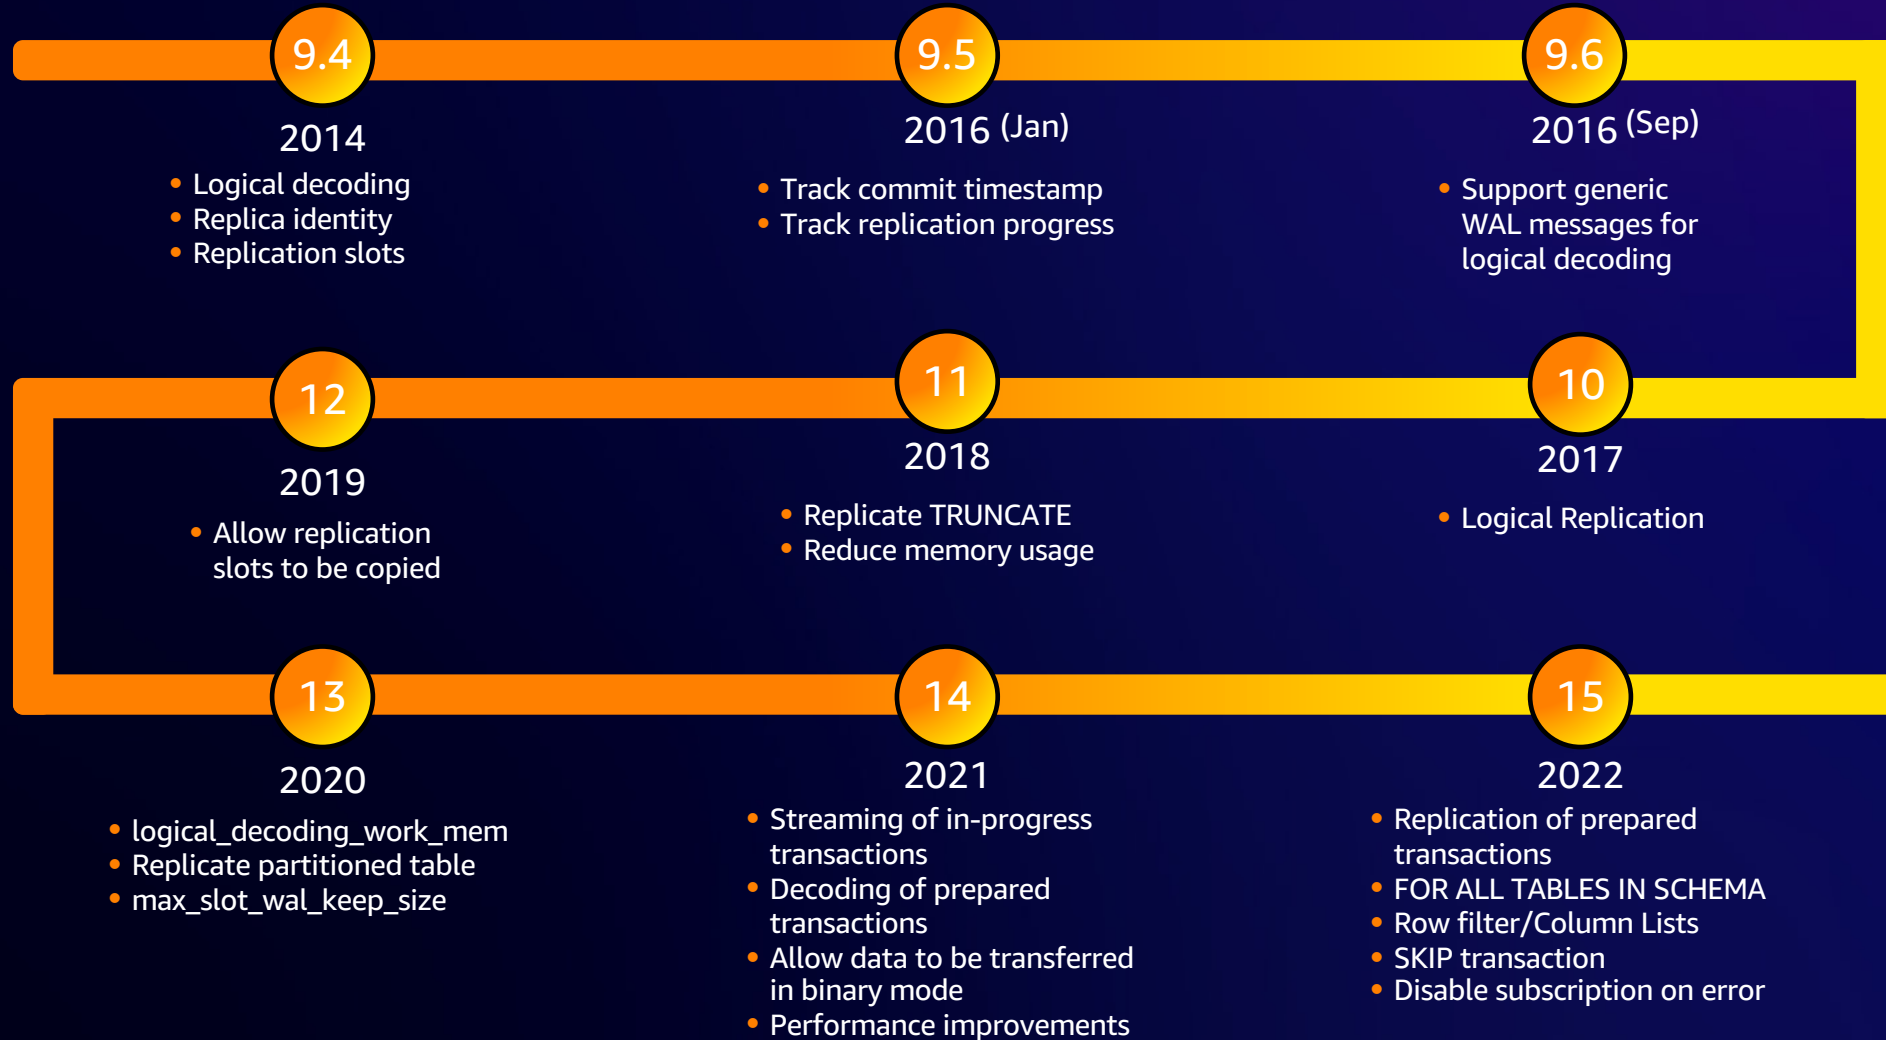 9.4
2014
• Logical decoding
• Replica identity
• Replication slots
9.5
2016 (Jan)
• Track commit timestamp
• Track replication progress
9.6
2016 (Sep)
• Support generic
WAL messages for
logical decoding
10
2017
• Logical Replication
11
2018
• Replicate TRUNCATE
• Reduce memory usage
12
2019
• Allow replication
slots to be copied
13
2020
• logical_decoding_work_mem
• Replicate partitioned table
• max_slot_wal_keep_size
14
2021
• Streaming of in-progress
transactions
• Decoding of prepared
transactions
• Allow data to be transferred
in binary mode
• Performance improvements
15
2022
• Replication of prepared
transactions
• FOR ALL TABLES IN SCHEMA
• Row filter/Column Lists
• SKIP transaction
• Disable subscription on error